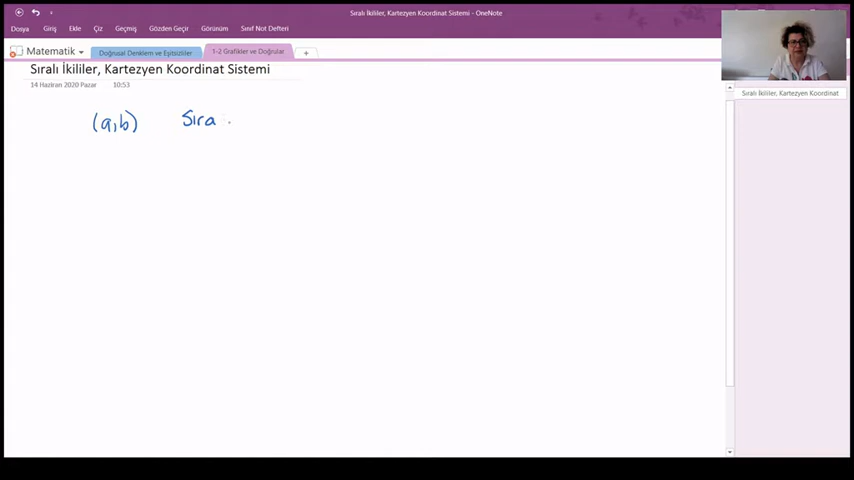 Sıralı İkililer, Kartezyen Koordinat Sistemi - OneNote
Dosya Giriş Ekle Çiz Geçmiş Gözden Geçir Görünüm Sınıf Not Defteri
Matematik Doğrusal Denklem ve Eşitsizliler 1-2 Grafikler ve Doğrular +
Sıralı İkililer, Kartezyen Koordinat Sistemi
14 Haziran 2020 Pazar 10:53
Sıralı İkililer, Kartezyen Koordinat
(a,b) Sıra